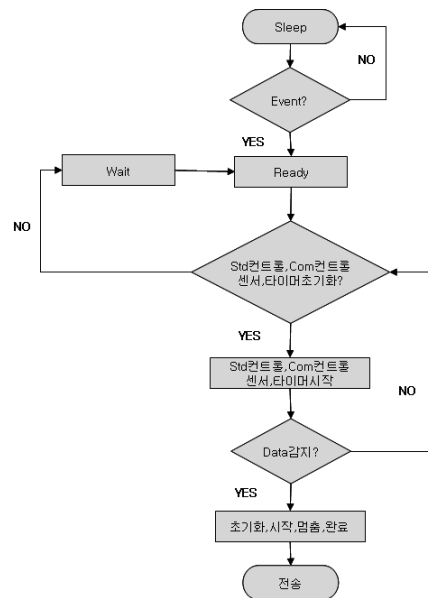 Sleep
NO
Event?
YES
Wait
Ready
NO
Std컨트롤,Com컨트롤
센서,타이머초기화?
YES
Std컨트롤,Com컨트롤
센서,타이머시작
NO
Data감지?
YES
초기화,시작,멈춤,완료
전송